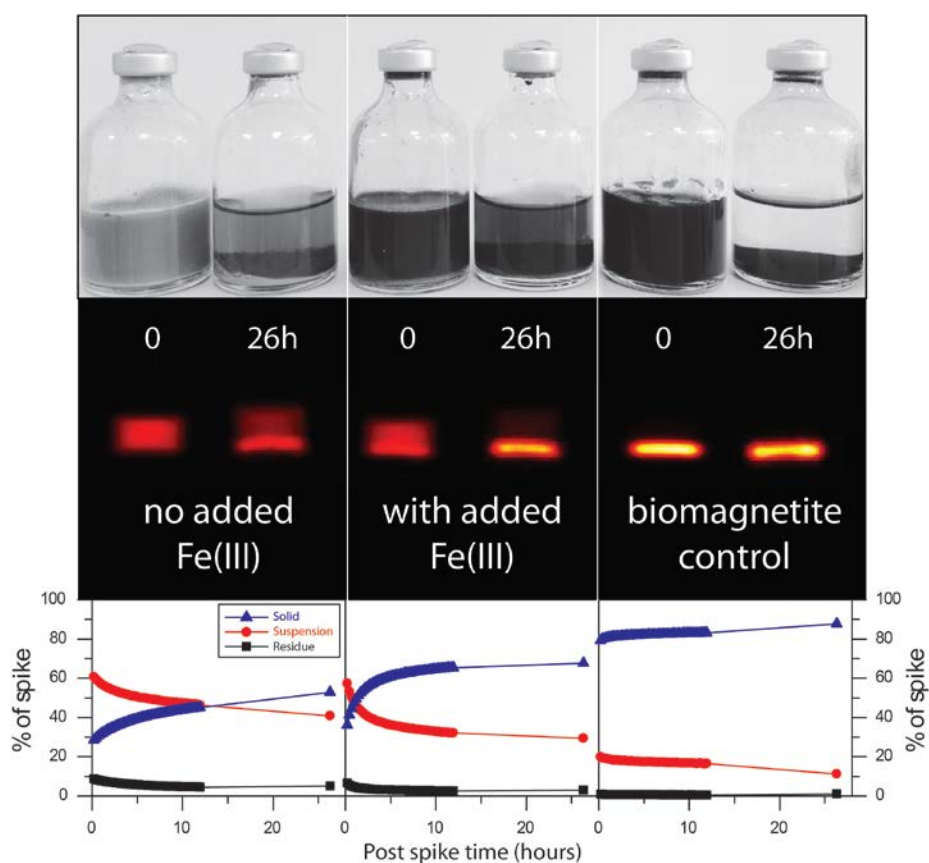 0 26h 0 26h 0 26h
no added with added biomagnetite
Fe(III) Fe(III) control
100 100
80 80
60 60
40 40
20 20
0 0
% of spike
Solid
Suspension
Residue
% of spike
0 10 20 0 10 20 0 10 20
Post spike time (hours)